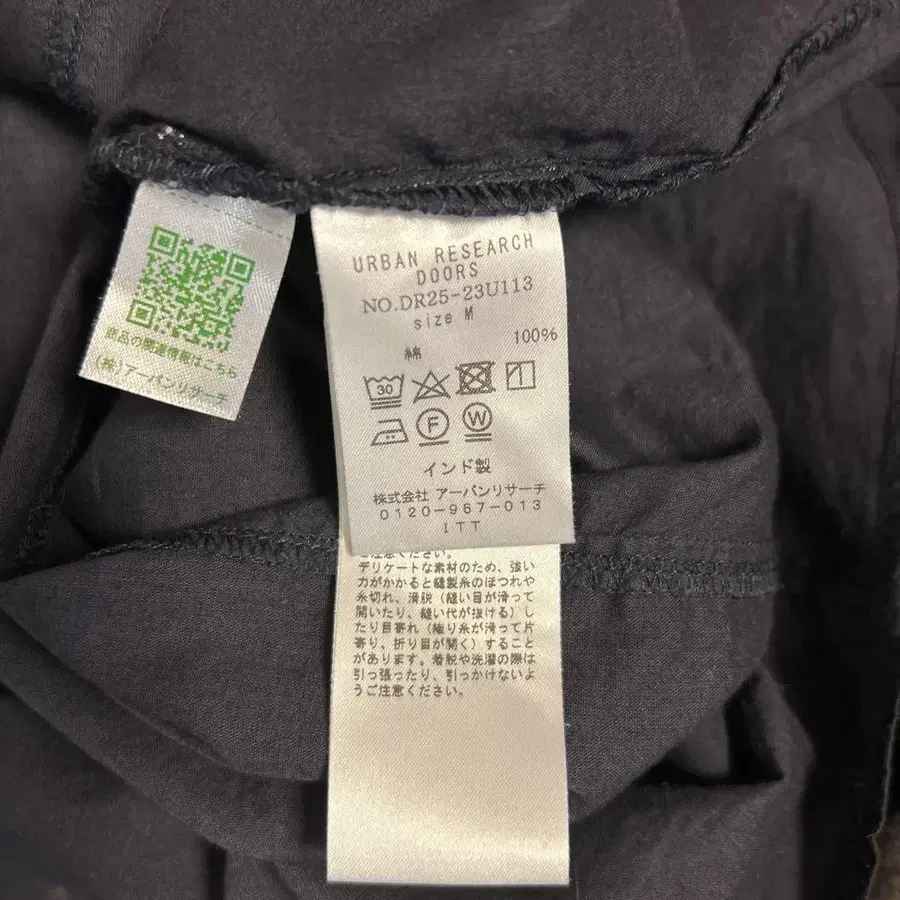 商品の関連情報はこちら
(株)アーバンリサーチ
URBAN RESEARCH
DOORS
NO.DR25-23U113
size M
綿 100%
30
F W
インド製
株式会社 アーバンリサーチ
0120-967-013
ITT
ご注意ください。
デリケートな素材のため、強い
力がかかると縫製糸のほつれや
糸切れ、滑脱(縫い目が滑って
開いたり、縫い代が抜ける)し
たり目寄れ(織り糸が滑って片
寄り、折り目が開く)すること
があります。着脱や洗濯の際は
引っ張ったり、引っかけないよ
うご注意ください。